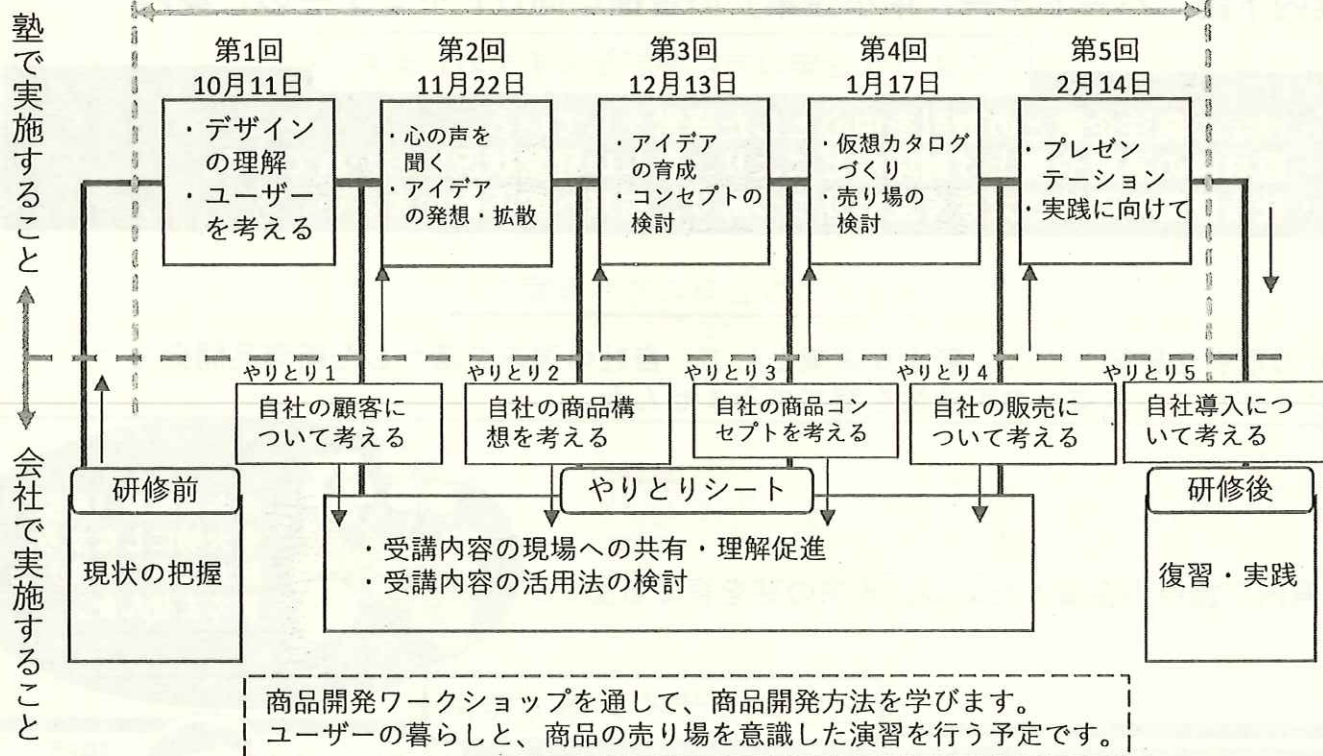 塾で実施すること
会社で実施すること
第1回
10月11日
・デザイン
の理解
・ユーザー
を考える
第2回
11月22日
・心の声を
聞く
・アイデア
の発想・拡散
第3回
12月13日
・アイデア
の育成
・コンセプトの
検討
第4回
1月17日
・仮想カタログ
づくり
・売り場の
検討
第5回
2月14日
・プレゼン
テーション
・実践に向けて
やりとり1
自社の顧客に
ついて考える
やりとり2
自社の商品構
想を考える
やりとり3
自社の商品コン
セプトを考える
やりとり4
自社の販売に
ついて考える
やりとり5
自社導入につ
いて考える
研修前
現状の把握
やりとりシート
・受講内容の現場への共有・理解促進
・受講内容の活用法の検討
研修後
復習・実践
商品開発ワークショップを通して、商品開発方法を学びます。
ユーザーの暮らしと、商品の売り場を意識した演習を行う予定です。